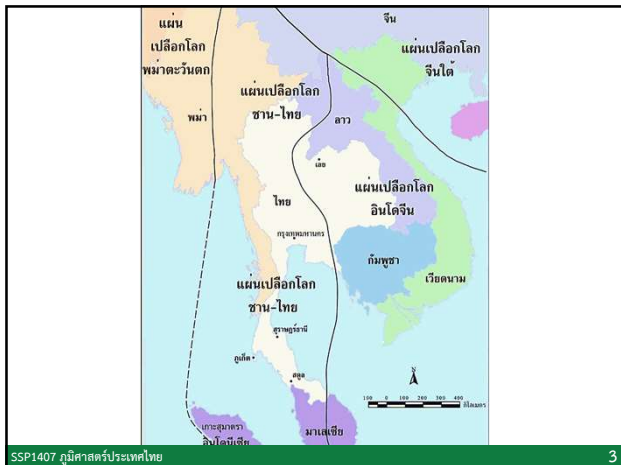 จีน
แผ่น
เปลือกโลก
พม่าตะวันตก
แผ่นเปลือกโลก
จีนใต้
แผ่นเปลือกโลก
ชาน-ไทย
พม่า
ลาว
เลย
แผ่นเปลือกโลก
อินโดจีน
ไทย
กรุงเทพมหานคร
กัมพูชา
เวียดนาม
แผ่นเปลือกโลก
ชาน-ไทย
สุราษฎร์ธานี
ภูเก็ต
สตูล
N
100 0 100 200 300 400
กิโลเมตร
เกาะสุมาตรา
อินโดนีเซีย
มาเลเซีย
SSP1407 ภูมิศาสตร์ประเทศไทย
3